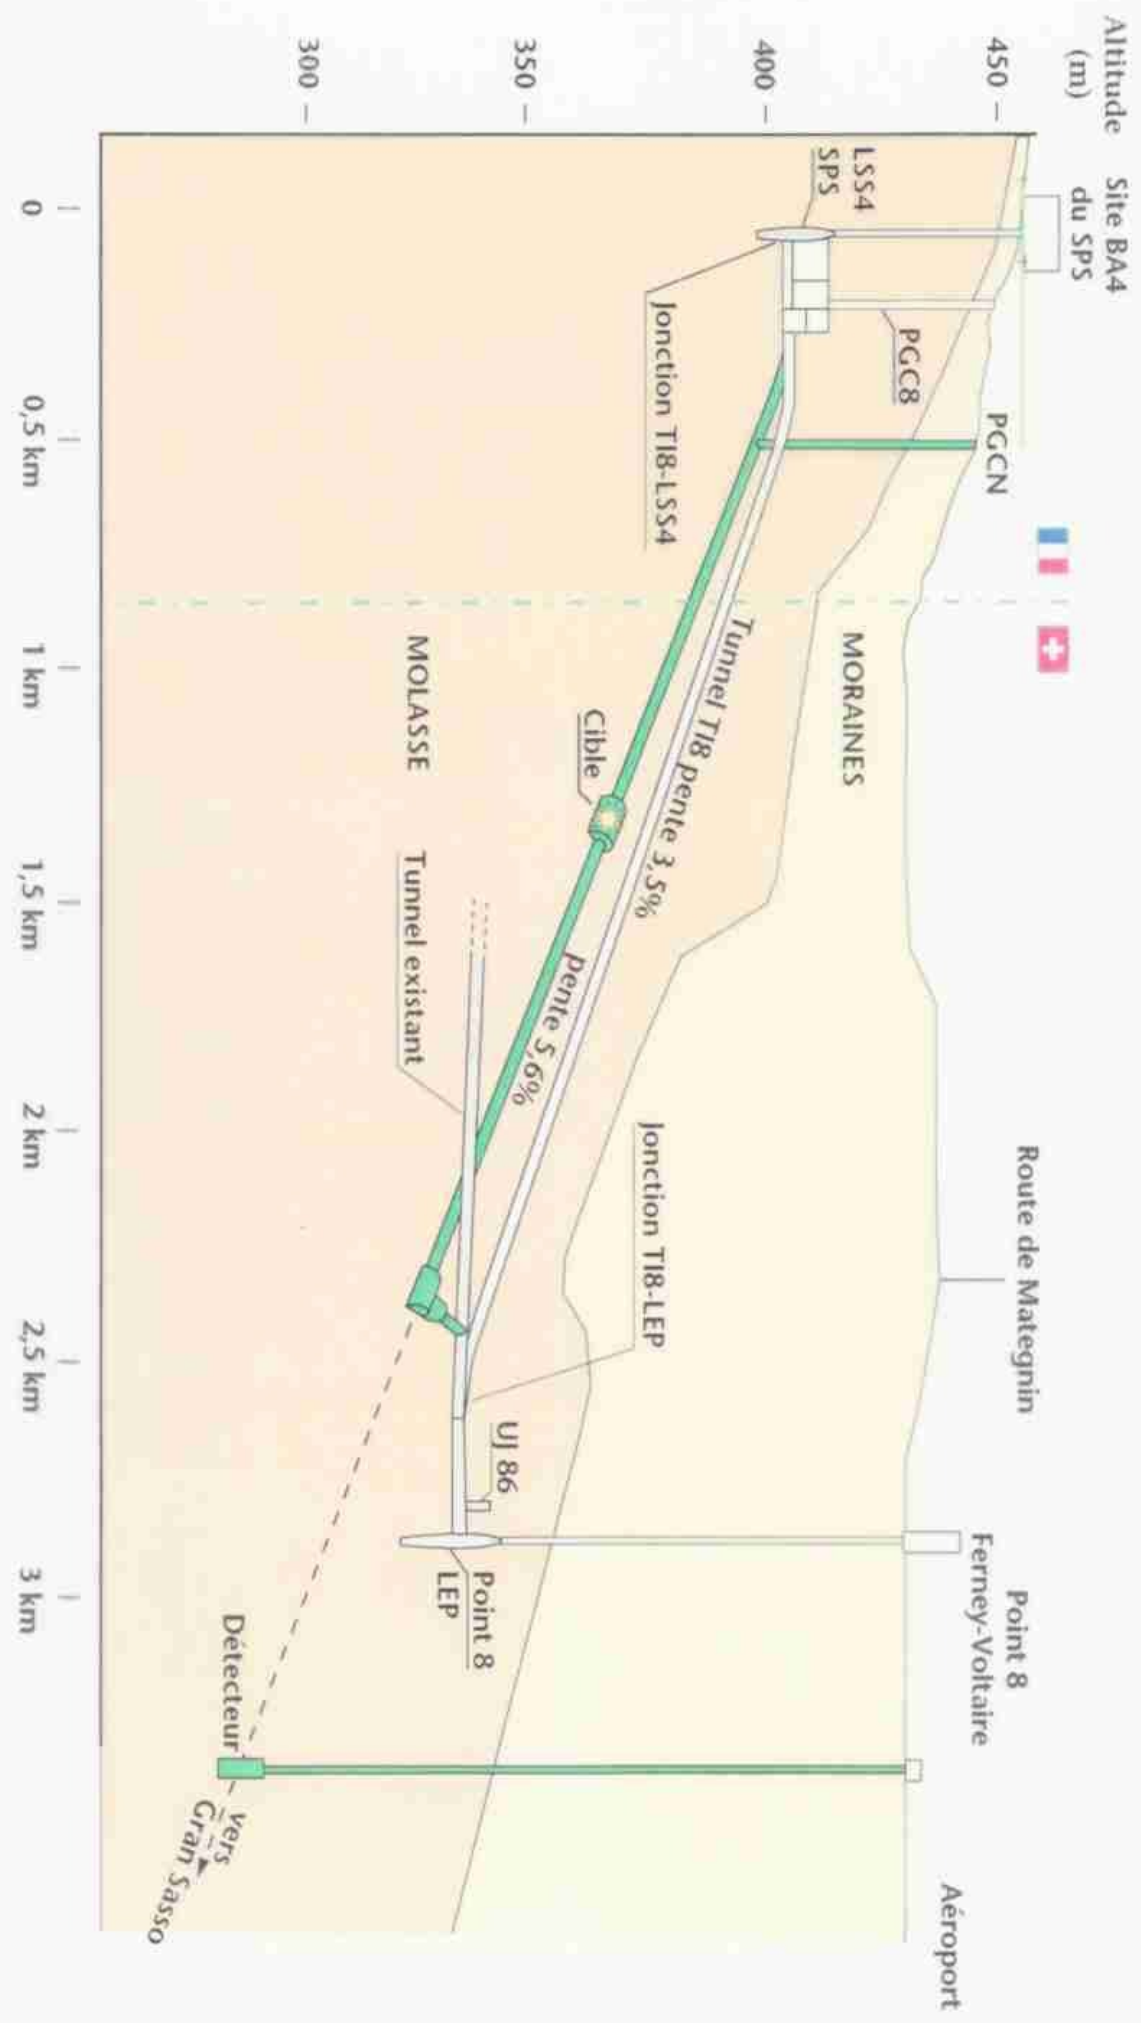 Altitude
(m)
450
400
350
300
Site BA4
du SPS
LSS4
SPS
PGC8
PGCN
Jonction TI8-LSS4
MORAINES
Tunnel TI8 pente 3,5%
MOLASSE
Cible
pente 5,6%
Tunnel existant
Jonction TI8-LEP
Route de Mategnin
UJ 86
Point 8
LEP
Point 8
Ferney-Voltaire
Détecteur
vers
Gran Sasso
Aéroport
0
0,5 km
1 km
1,5 km
2 km
2,5 km
3 km